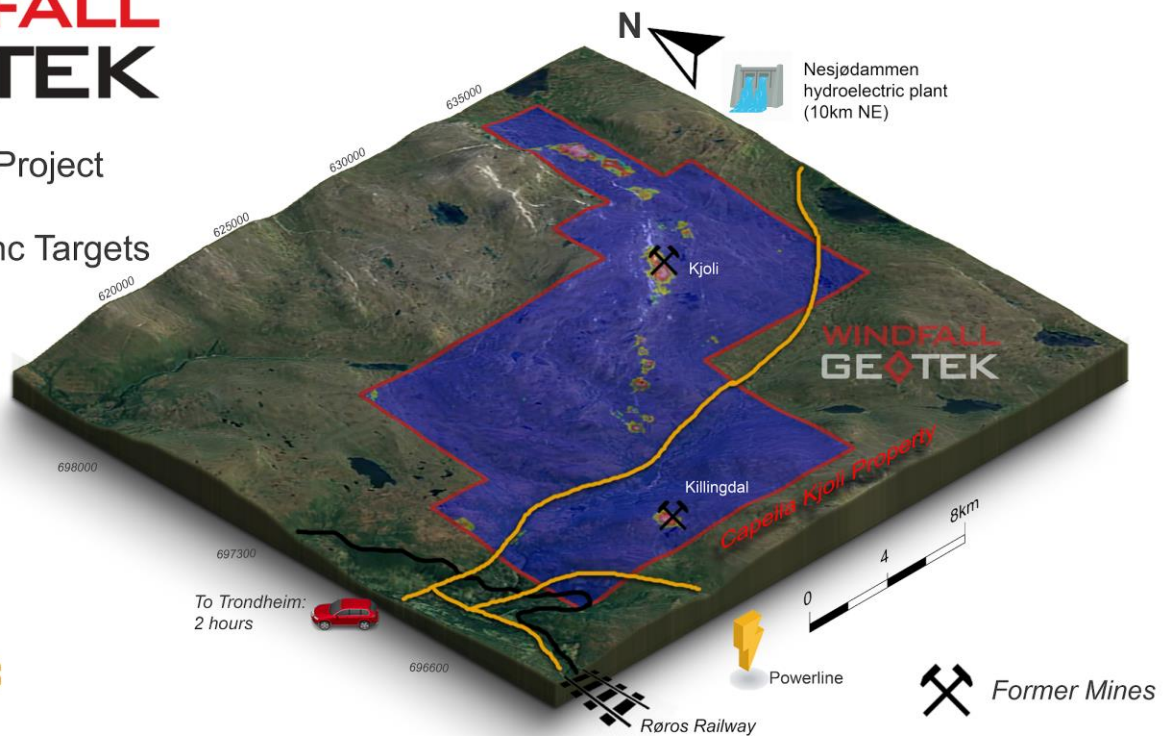 FALL
TEK
Project
nc Targets
N
Nesjødammen
hydroelectric plant
(10km NE)
635000
630000
625000
620000
Kjoli
WINDFALL
GEOTEK
Capella Kjoli Property
Killingdal
698000
697300
696600
To Trondheim:
2 hours
0
4
8km
Powerline
Røros Railway
Former Mines